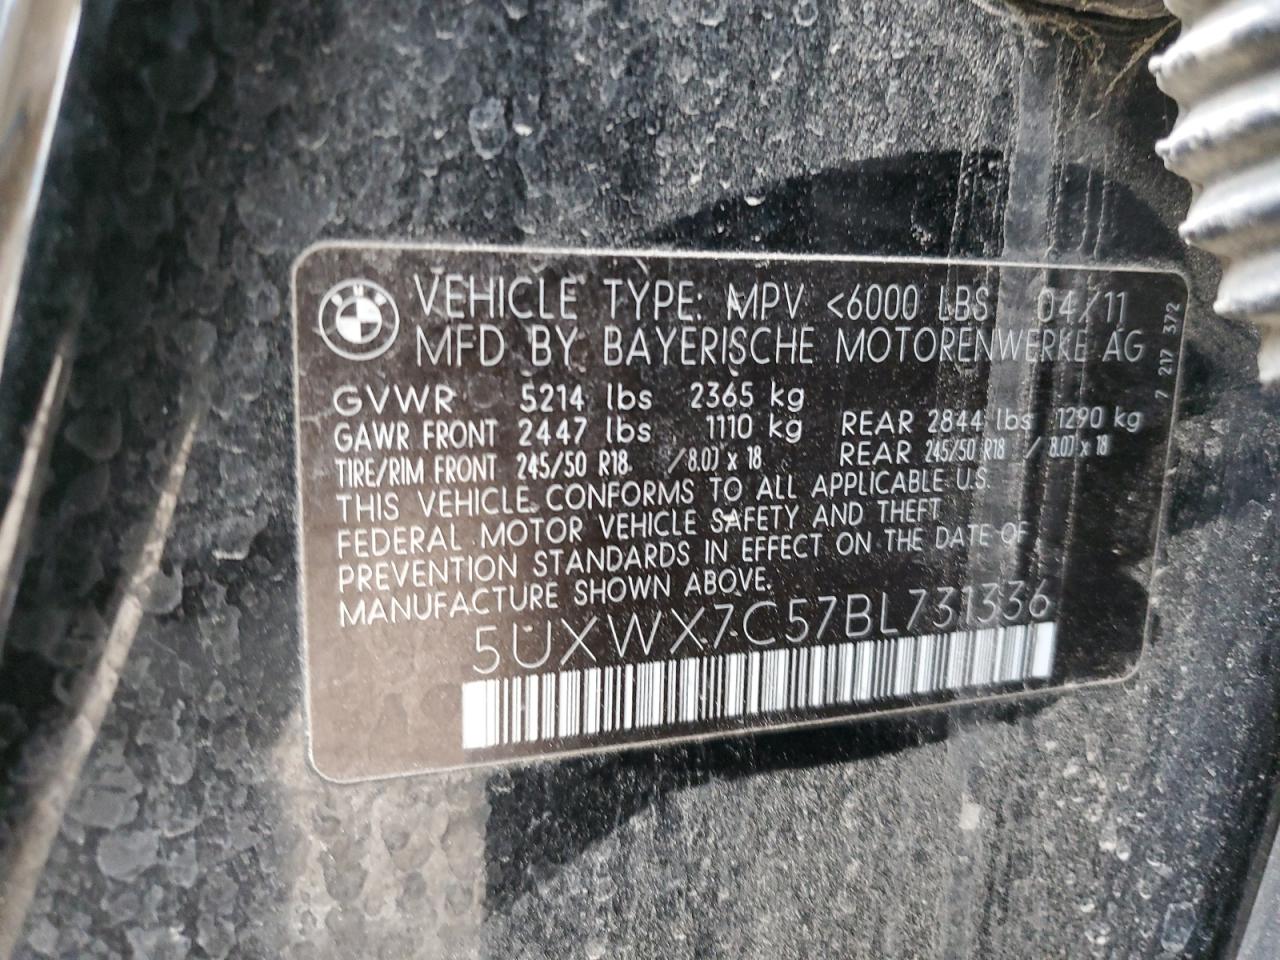 BMW
VEHICLE TYPE: MPV <6000 LBS 04/11
MFD BY BAYERISCHE MOTORENWERKE AG
7 217 372
GVWR 5214 lbs 2365 kg
GAWR FRONT 2447 lbs 1110 kg REAR 2844 lbs 1290 kg
TIRE/RIM FRONT 245/50 R18 /8.0J x 18 REAR 245/50 R18 / 8.0J x 18
THIS VEHICLE CONFORMS TO ALL APPLICABLE U.S.
FEDERAL MOTOR VEHICLE SAFETY AND THEFT
PREVENTION STANDARDS IN EFFECT ON THE DATE OF
MANUFACTURE SHOWN ABOVE.
5UXWX7C57BL731336